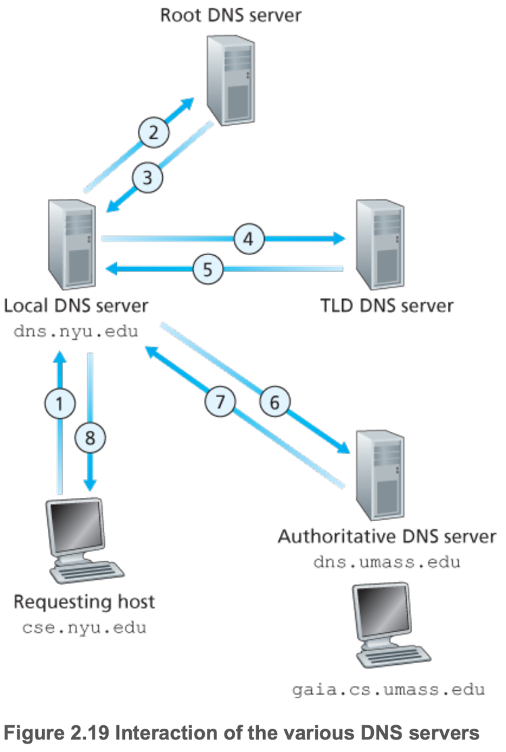 Root DNS server
2
3
4
5
Local DNS server
dns.nyu.edu
TLD DNS server
1
8
7
6
Authoritative DNS server
dns.umass.edu
Requesting host
cse.nyu.edu
gaia.cs.umass.edu
Figure 2.19 Interaction of the various DNS servers